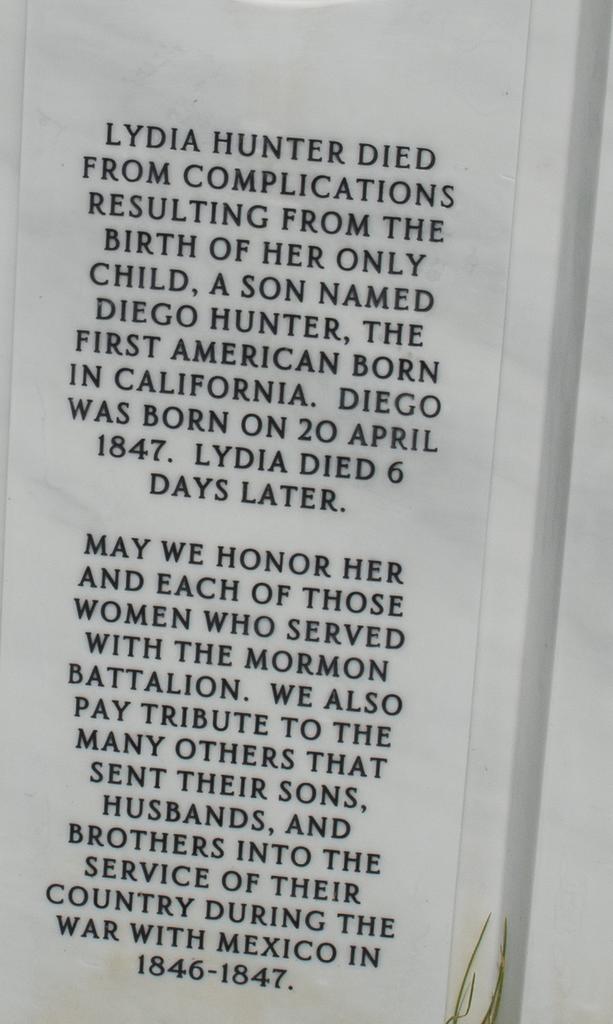 LYDIA HUNTER DIED
FROM COMPLICATIONS
RESULTING FROM THE
BIRTH OF HER ONLY
CHILD, A SON NAMED
DIEGO HUNTER, THE
FIRST AMERICAN BORN
IN CALIFORNIA. DIEGO
WAS BORN ON 20 APRIL
1847. LYDIA DIED 6
DAYS LATER.
MAY WE HONOR HER
AND EACH OF THOSE
WOMEN WHO SERVED
WITH THE MORMON
BATTALION. WE ALSO
PAY TRIBUTE TO THE
MANY OTHERS THAT
SENT THEIR SONS,
HUSBANDS, AND
BROTHERS INTO THE
SERVICE OF THEIR
COUNTRY DURING THE
WAR WITH MEXICO IN
1846-1847.